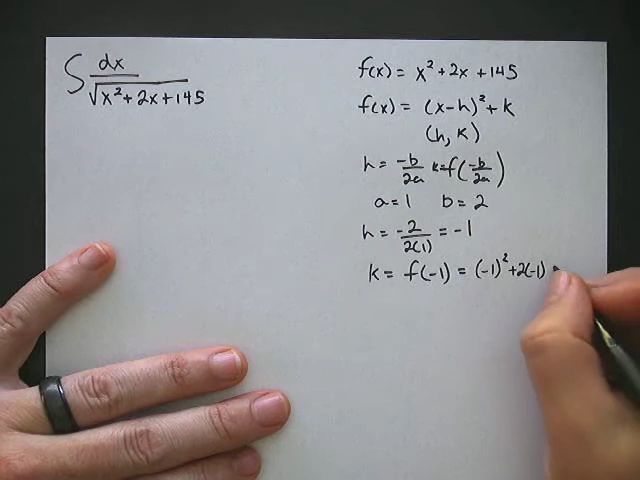 ∫ dx / √x² + 2x + 145
f(x) = x² + 2x + 145
f(x) = (x - h)² + k
(h, k)
h = -b/2a k = f(-b/2a)
a = 1 b = 2
h = -2/2(1) = -1
k = f(-1) = (-1)² + 2(-1)